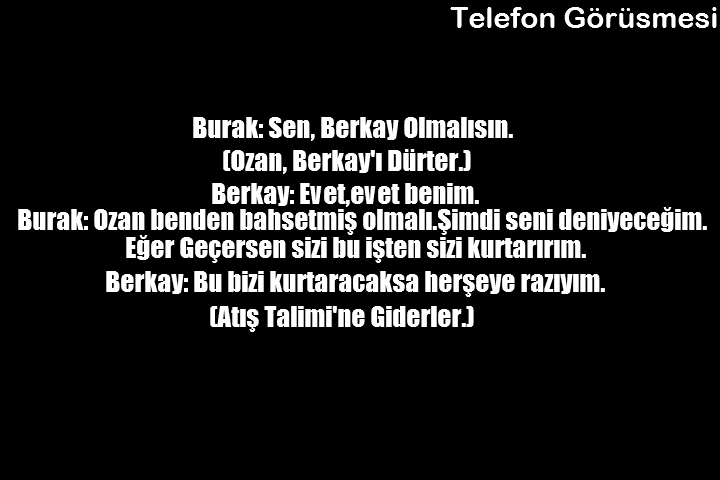 Telefon Görüsmesi
Burak: Sen, Berkay Olmalısın.
(Ozan, Berkay'ı Dürter.)
Berkay: Evet,evet benim.
Burak: Ozan benden bahsetmiş olmalı.Şimdi seni deniyeceğim.
Eğer Geçersen sizi bu işten sizi kurtarırım.
Berkay: Bu bizi kurtaracaksa herşeye razıyım.
(Atış Talimi'ne Giderler.)